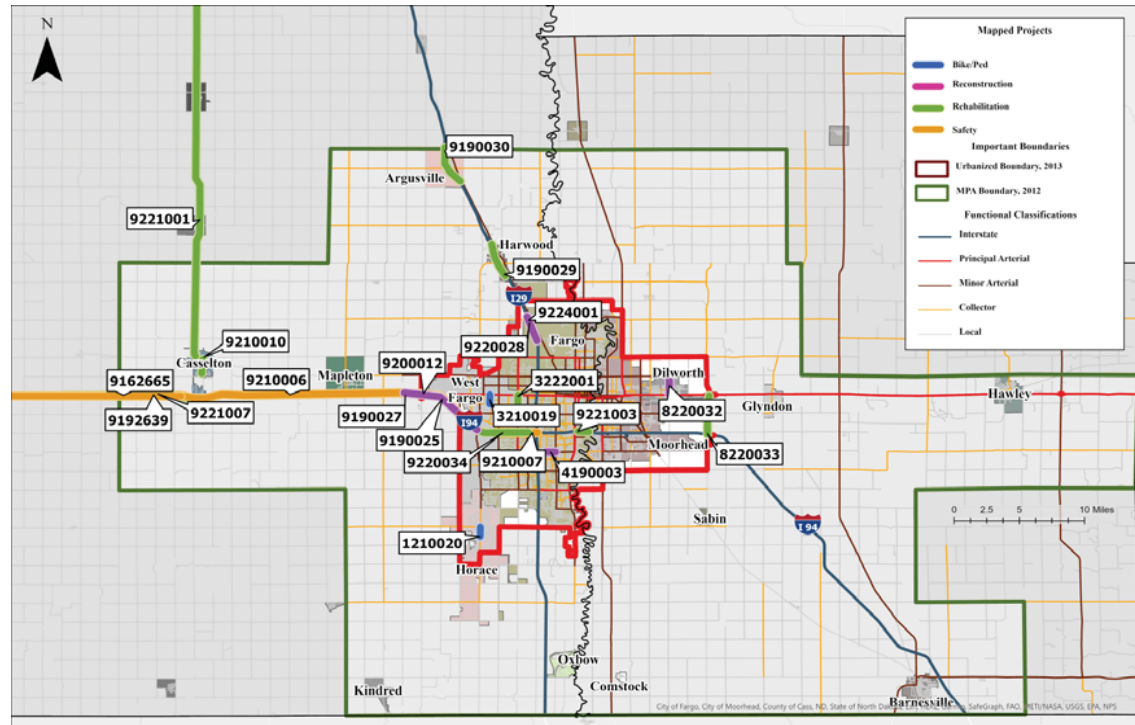 N
Mapped Projects
Bike/Ped
Reconstruction
Rehabilitation
Safety
Important Boundaries
Urbanized Boundary, 2013
MPA Boundary, 2012
Functional Classifications
Interstate
Principal Arterial
Minor Arterial
Collector
Local
9190030
Argusville
9221001
Harwood
9190029
I29
9224001
9220028
Fargo
9210010
Casselton
9200012
Mapleton
West
Fargo
3222001
Dilworth
9162665
9210006
3210019
9221003
Glyndon
Hawley
9192639
9221007
9190027
I94
8220032
9190025
Moorhead
9220034
9210007
4190003
8220033
Sabin
I 94
0 2.5 5 10 Miles
1210020
Horace
Oxbow
Comstock
Kindred
Barnesville
City of Fargo, City of Moorhead, County of Cass, ND, State of North Dakota, Esri, HERE, Garmin, SafeGraph, FAO, METI/NASA, USGS, EPA, NPS